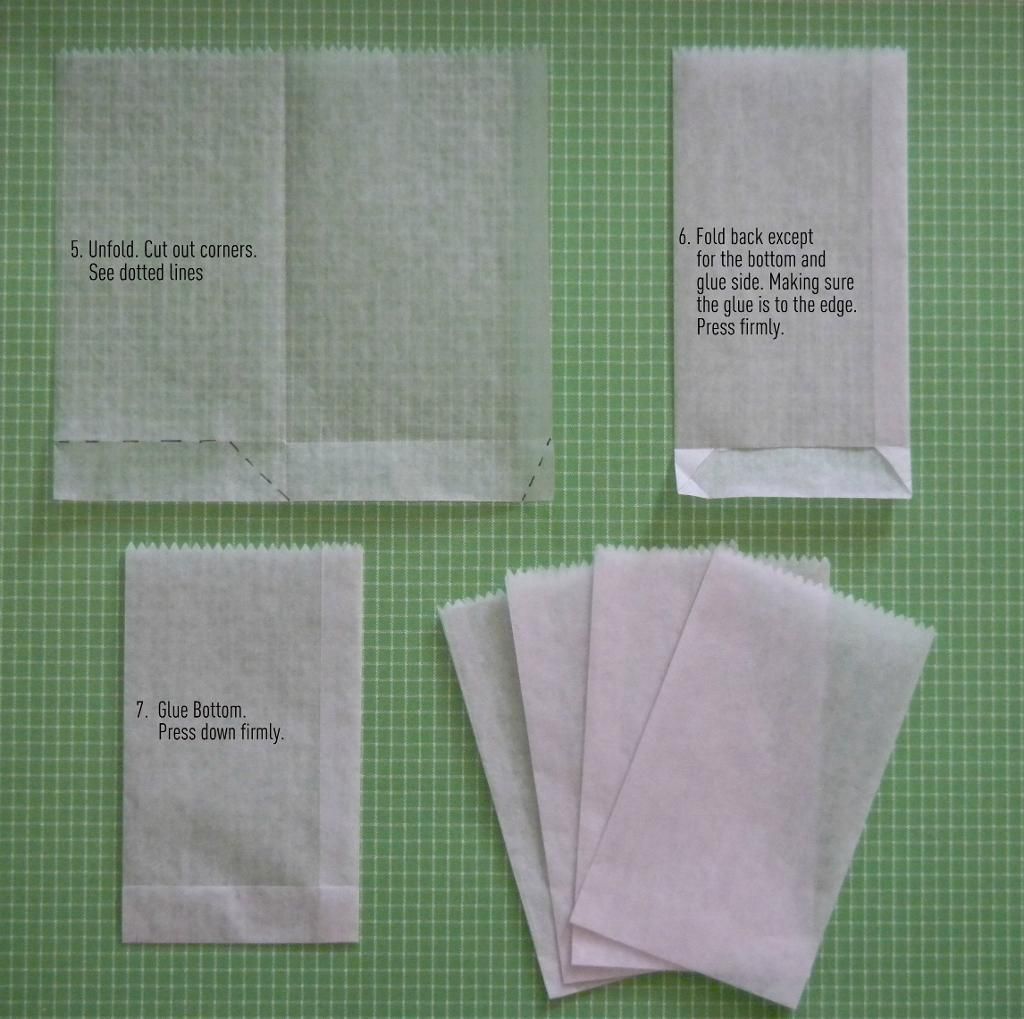 5. Unfold. Cut out corners.
See dotted lines
6. Fold back except
for the bottom and
glue side. Making sure
the glue is to the edge.
Press firmly.
7. Glue Bottom.
Press down firmly.